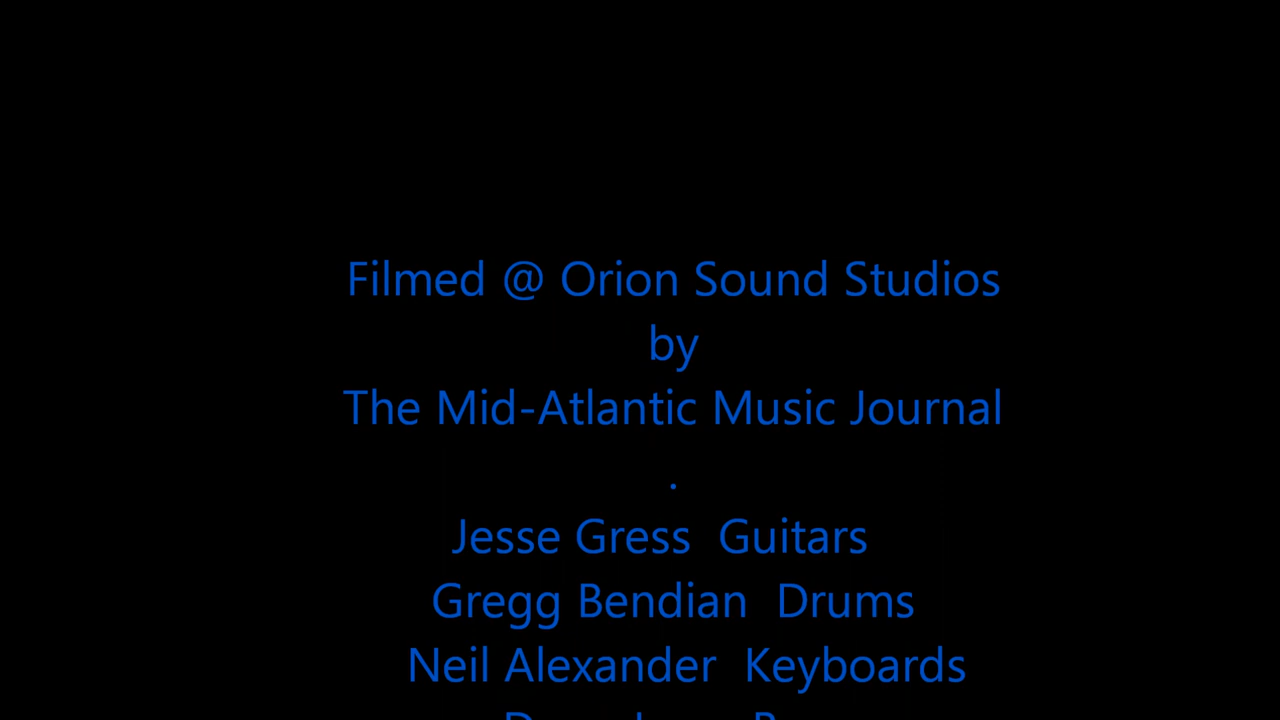 Filmed @ Orion Sound Studios
by
The Mid-Atlantic Music Journal
.
Jesse Gress  Guitars
Gregg Bendian  Drums
Neil Alexander  Keyboards